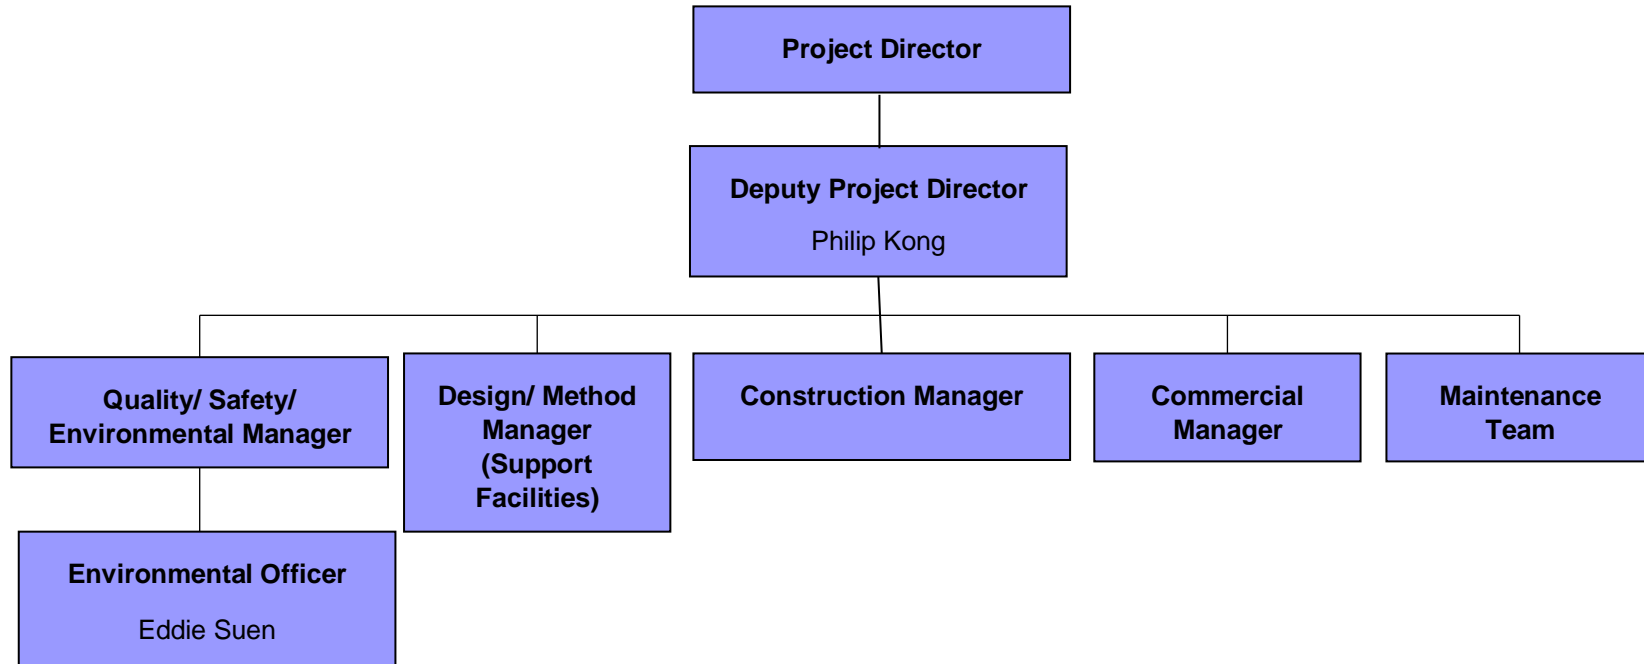 Project Director
Deputy Project Director
Philip Kong
Quality/ Safety/
Environmental Manager
Design/ Method
Manager
(Support
Facilities)
Construction Manager
Commercial
Manager
Maintenance
Team
Environmental Officer
Eddie Suen